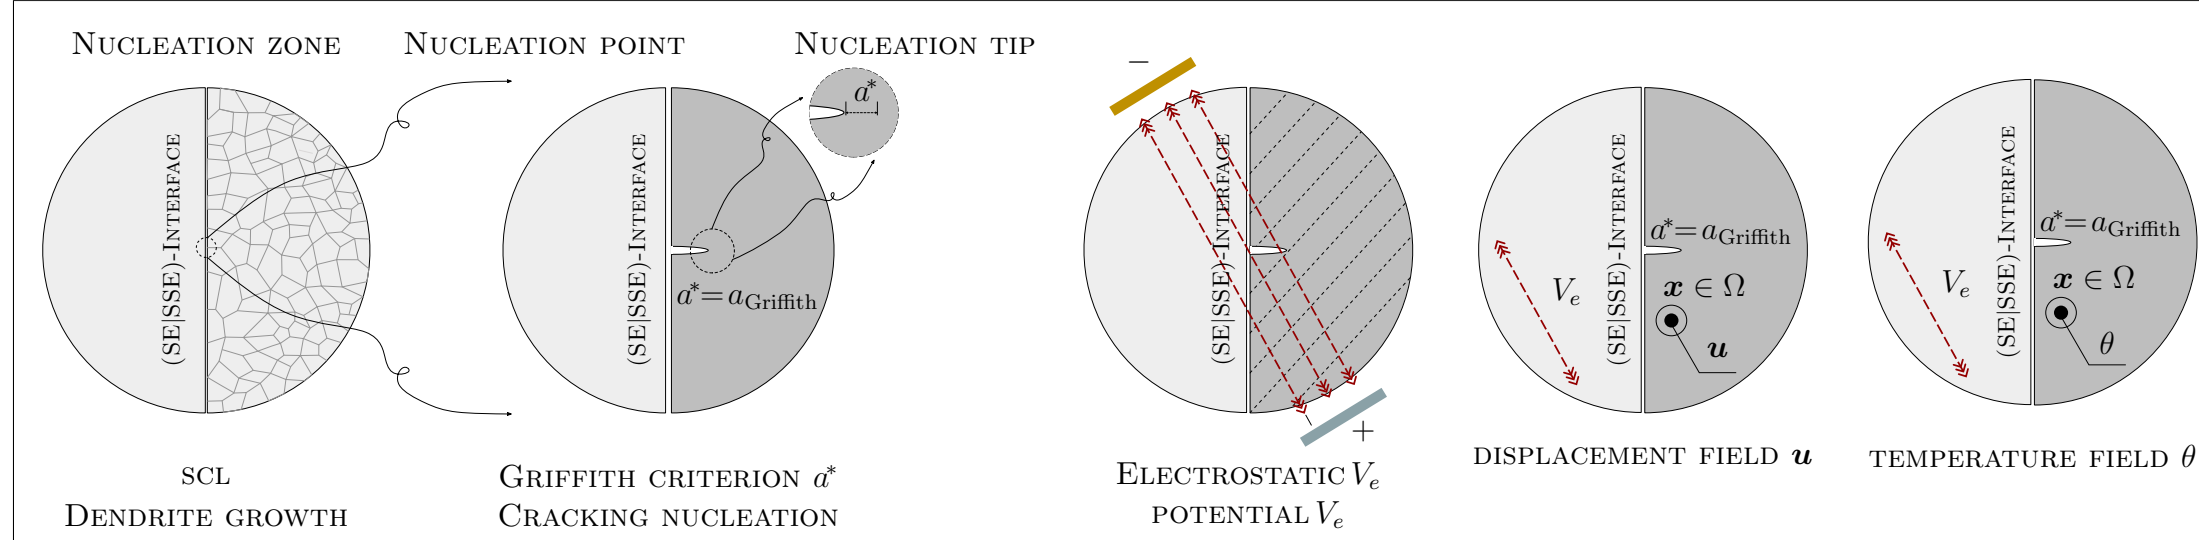 Nucleation zone
Nucleation point
Nucleation tip
(SE|SSE)-Interface
scl
Dendrite growth
(SE|SSE)-Interface
a*=aGriffith
a*
Griffith criterion a*
Cracking nucleation
−
(SE|SSE)-Interface
+
Electrostatic Ve
potential Ve
Ve
(SE|SSE)-Interface
a*=aGriffith
x ∈ Ω
u
displacement field u
Ve
(SE|SSE)-Interface
a*=aGriffith
x ∈ Ω
θ
temperature field θ